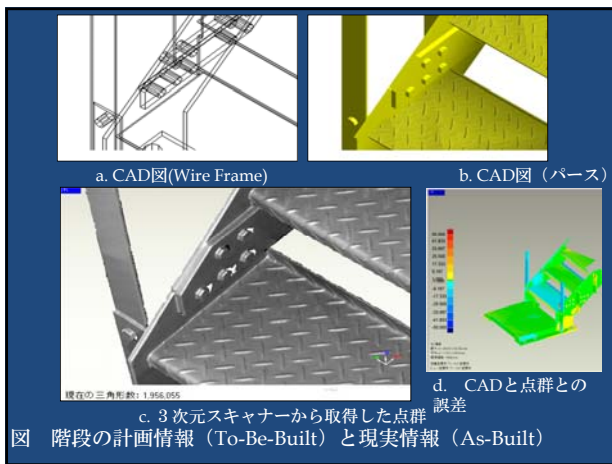 a. CAD図(Wire Frame)
b. CAD図（パース）
現在の三角形数: 1,956,055
c. ３次元スキャナーから取得した点群
d. CADと点群との
誤差
図 階段の計画情報（To-Be-Built）と現実情報（As-Built）